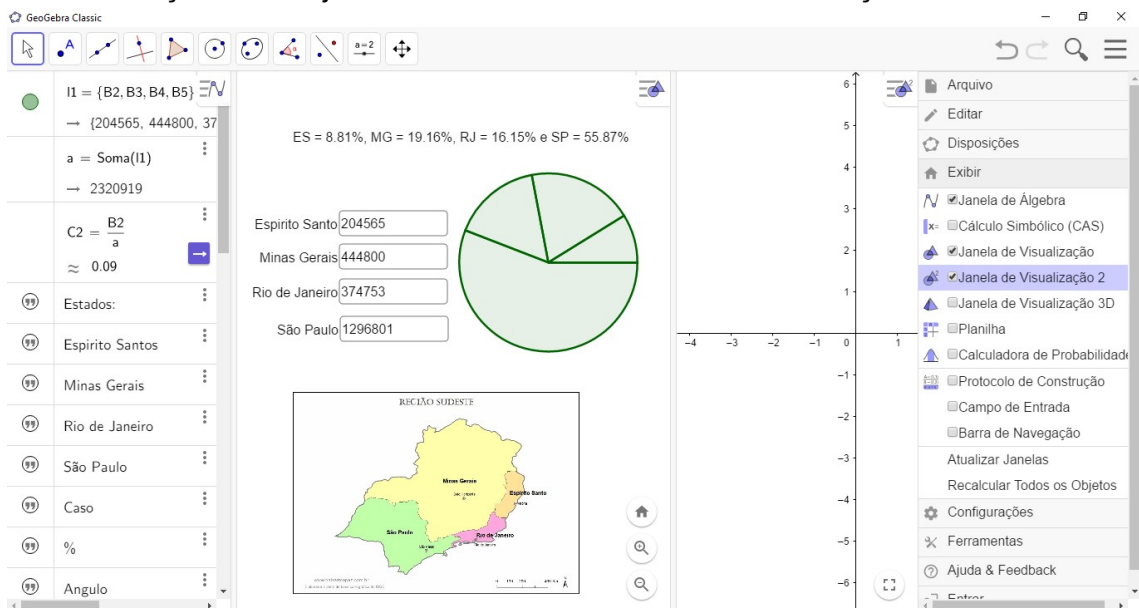 GeoGebra Classic
a=2
l1 = {B2, B3, B4, B5}
→ {204565, 444800, 37
a = Soma(l1)
→ 2320919
C2 = B2
a
≈ 0.09
Estados:
Espirito Santos
Minas Gerais
Rio de Janeiro
São Paulo
Caso
%
Angulo
ES = 8.81%, MG = 19.16%, RJ = 16.15% e SP = 55.87%
Espirito Santo 204565
Minas Gerais 444800
Rio de Janeiro 374753
São Paulo 1296801
REGIÃO SUDESTE
Minas Gerais
Espírito Santo
São Paulo
Rio de Janeiro
6
5
4
3
2
1
-4 -3 -2 -1 0 1
-1
-2
-3
-4
-5
-6
Arquivo
Editar
Disposições
Exibir
Janela de Álgebra
x= Cálculo Simbólico (CAS)
Janela de Visualização
Janela de Visualização 2
Janela de Visualização 3D
Planilha
Calculadora de Probabilidade
Protocolo de Construção
Campo de Entrada
Barra de Navegação
Atualizar Janelas
Recalcular Todos os Objetos
Configurações
Ferramentas
Ajuda & Feedback
Entrar